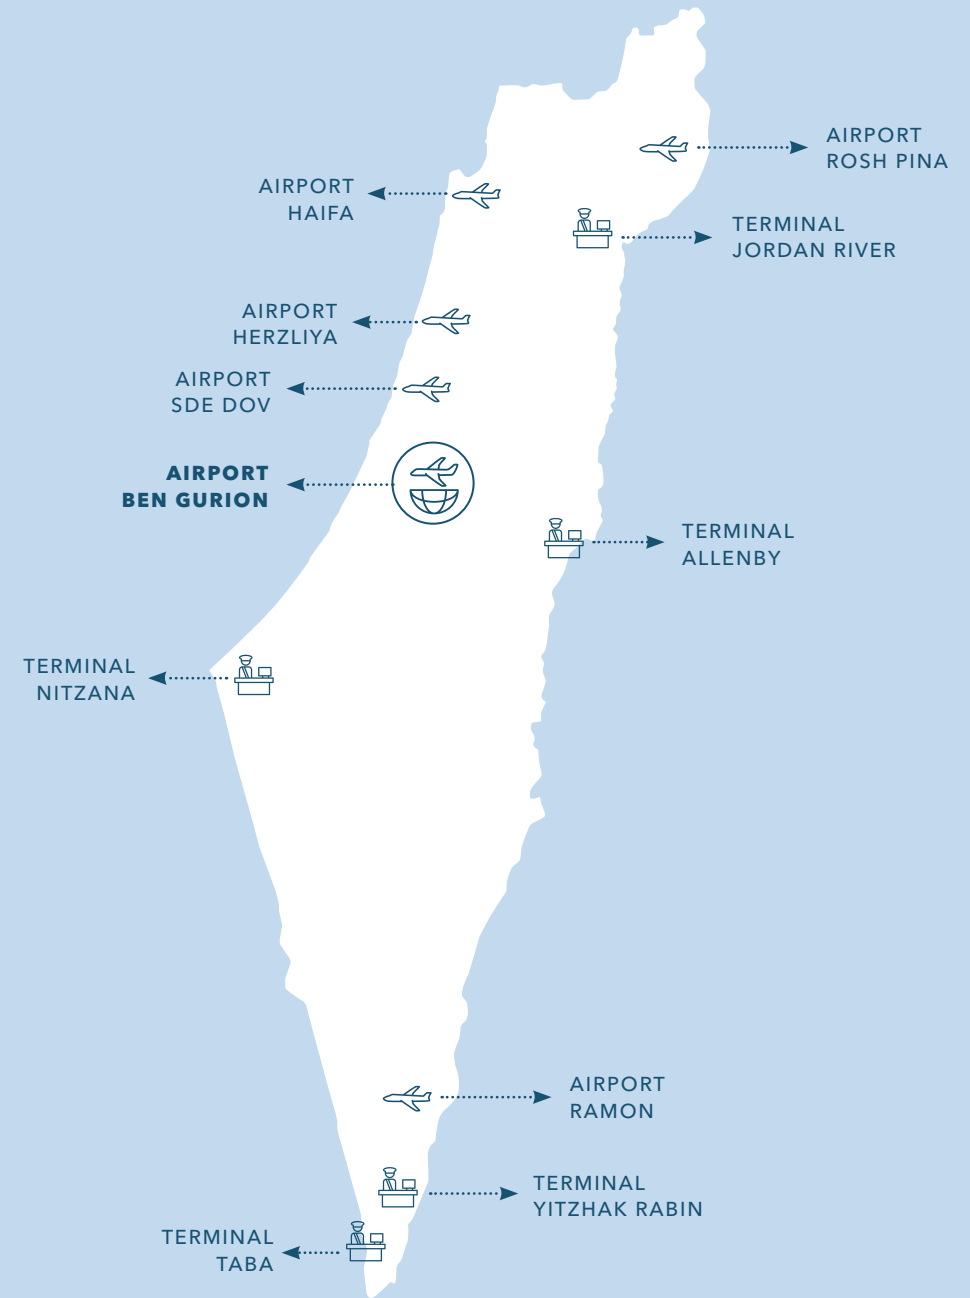 AIRPORT
ROSH PINA
AIRPORT
HAIFA
TERMINAL
JORDAN RIVER
AIRPORT
HERZLIYA
AIRPORT
SDE DOV
AIRPORT
BEN GURION
TERMINAL
ALLENBY
TERMINAL
NITZANA
AIRPORT
RAMON
TERMINAL
YITZHAK RABIN
TERMINAL
TABA